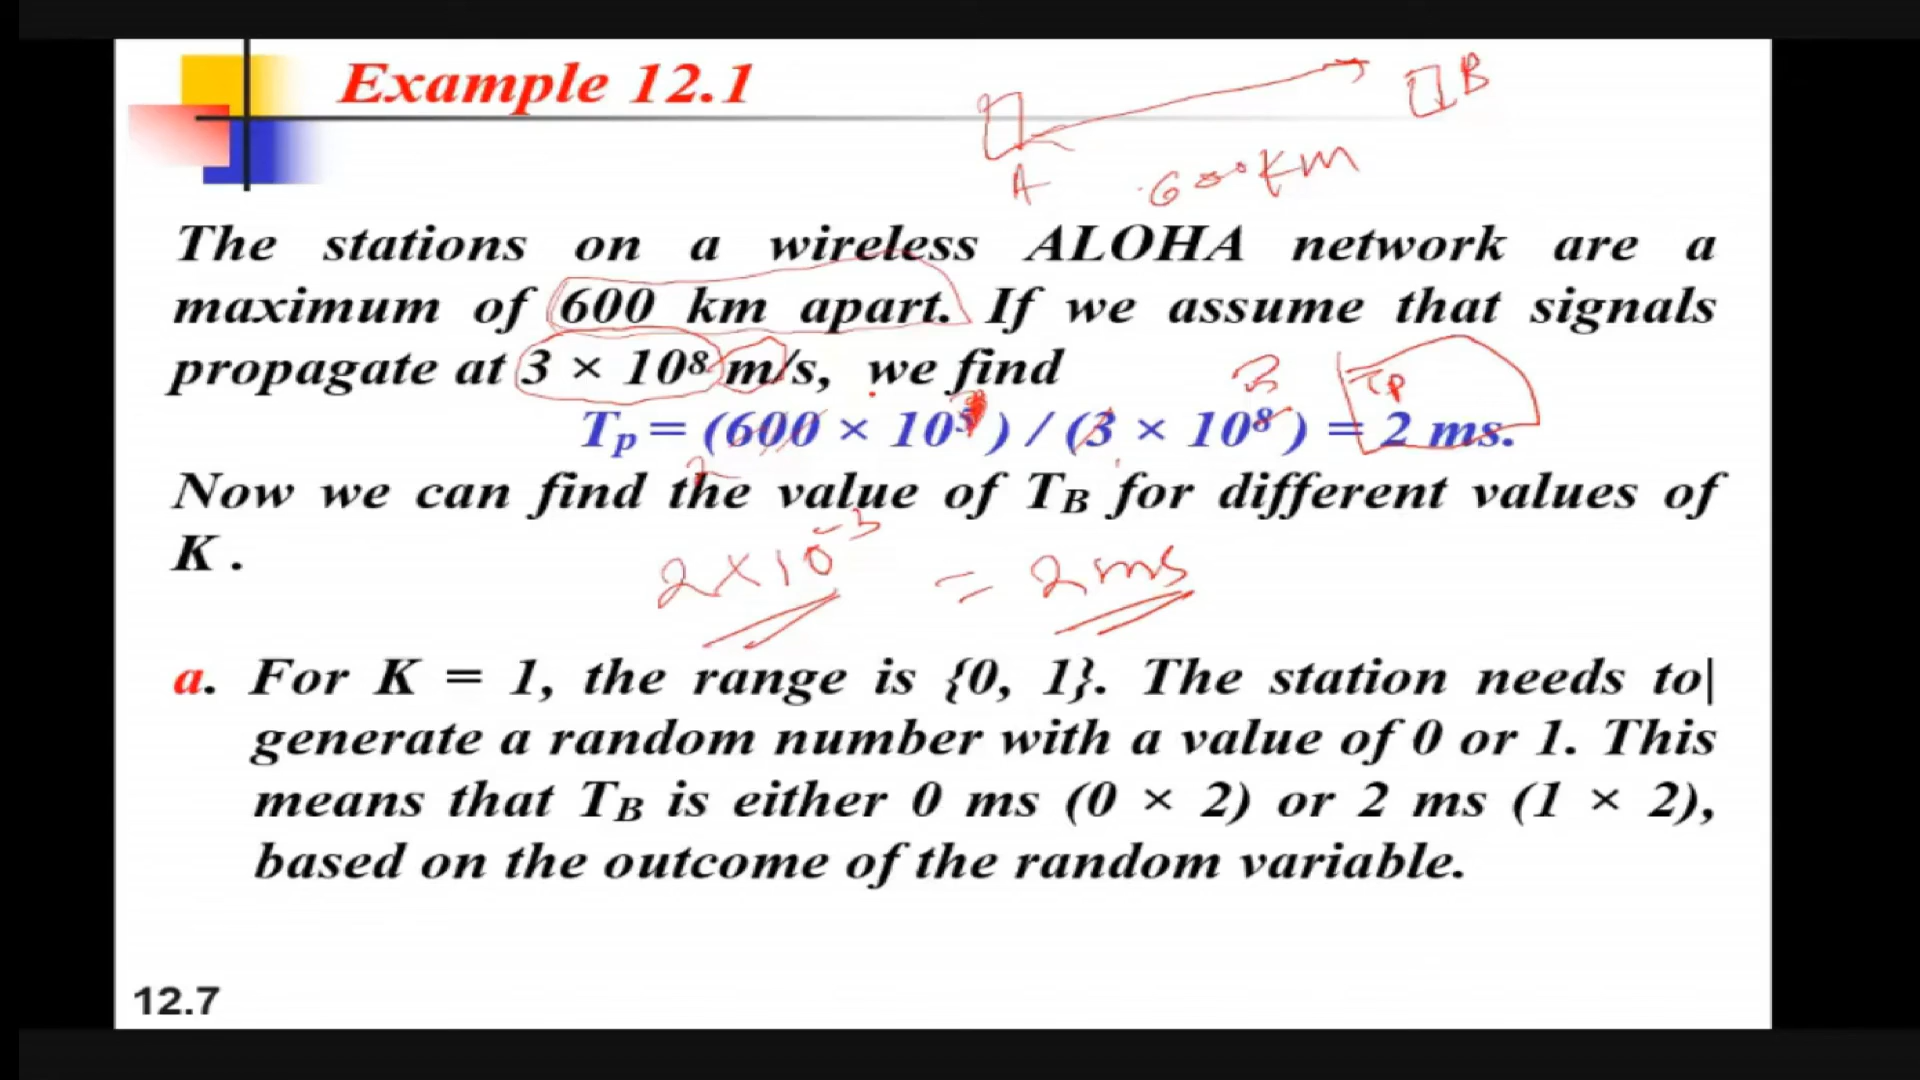 Example 12.1
B
A
600 KM
The stations on a wireless ALOHA network are a
maximum of 600 km apart. If we assume that signals
propagate at 3 × 10⁸ m/s, we find
Tp
Tp = (600 × 10 ) / (3 × 10⁸ ) = 2 ms.
2
Now we can find the value of TB for different values of
K .
2 × 10⁻³ = 2 ms
a. For K = 1, the range is {0, 1}. The station needs to|
generate a random number with a value of 0 or 1. This
means that TB is either 0 ms (0 × 2) or 2 ms (1 × 2),
based on the outcome of the random variable.
12.7